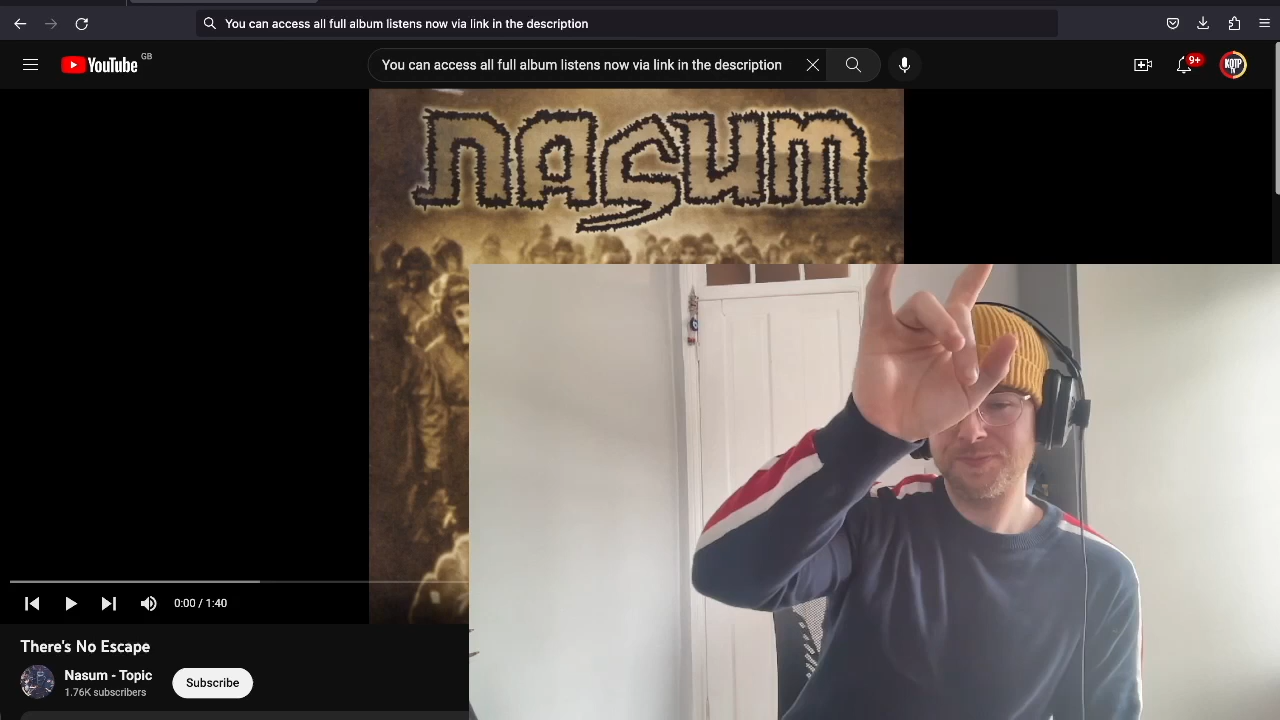 You can access all full album listens now via link in the description
YouTube GB
You can access all full album listens now via link in the description
9+
KOTP
nasum
0:00 / 1:40
There's No Escape
Nasum - Topic
1.76K subscribers
Subscribe